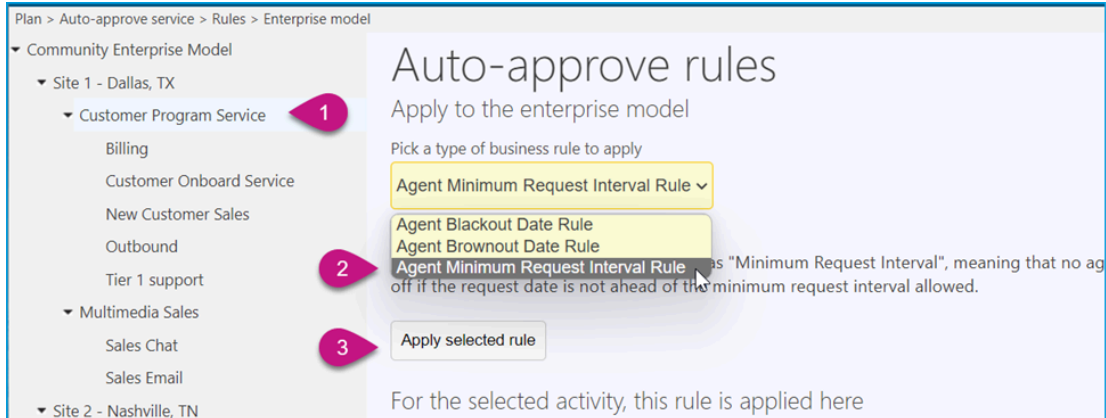 Plan > Auto-approve service > Rules > Enterprise model
Community Enterprise Model
Site 1 - Dallas, TX
Customer Program Service
1
Billing
Customer Onboard Service
New Customer Sales
Outbound
Tier 1 support
Multimedia Sales
Sales Chat
Sales Email
Site 2 - Nashville, TN
Auto-approve rules
Apply to the enterprise model
Pick a type of business rule to apply
Agent Minimum Request Interval Rule
Agent Blackout Date Rule
Agent Brownout Date Rule
2
Agent Minimum Request Interval Rule
as "Minimum Request Interval", meaning that no ag
off if the request date is not ahead of the minimum request interval allowed.
3
Apply selected rule
For the selected activity, this rule is applied here